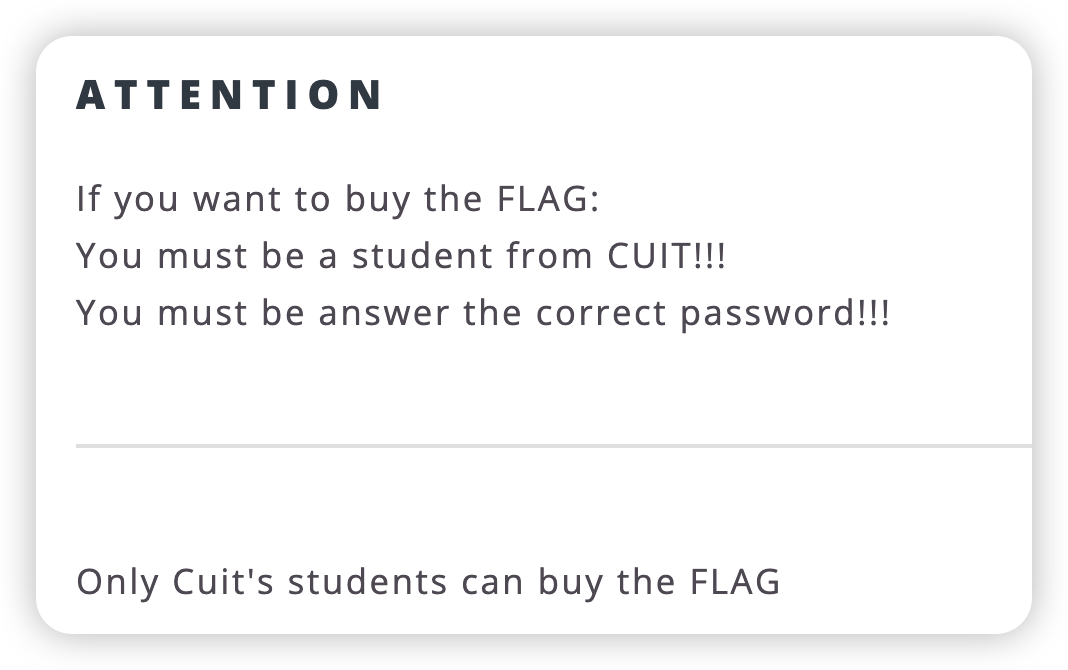 ATTENTION
If you want to buy the FLAG:
You must be a student from CUIT!!!
You must be answer the correct password!!!
Only Cuit's students can buy the FLAG